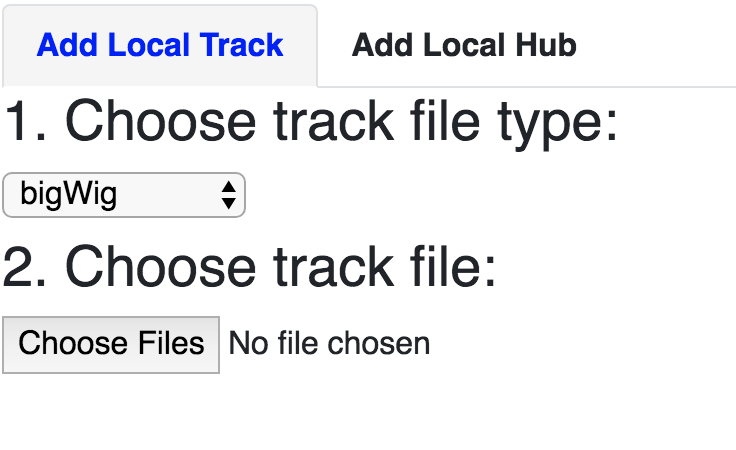 Add Local Track Add Local Hub
1. Choose track file type:
bigWig
2. Choose track file:
Choose Files No file chosen